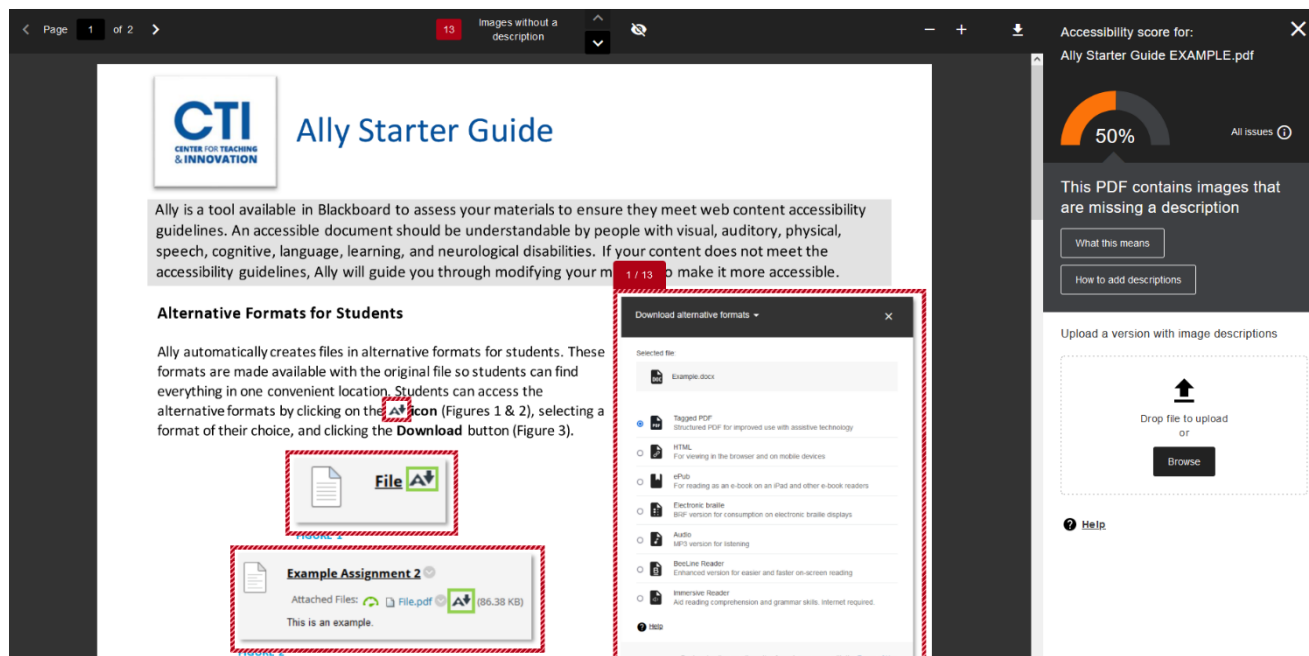 Page 1 of 2
13 Images without a
description
Accessibility score for:
Ally Starter Guide EXAMPLE.pdf
50%
All issues
This PDF contains images that
are missing a description
What this means
How to add descriptions
Upload a version with image descriptions
Drop file to upload
or
Browse
Help
CTI
CENTER FOR TEACHING
& INNOVATION
Ally Starter Guide
Ally is a tool available in Blackboard to assess your materials to ensure they meet web content accessibility
guidelines. An accessible document should be understandable by people with visual, auditory, physical,
speech, cognitive, language, learning, and neurological disabilities. If your content does not meet the
accessibility guidelines, Ally will guide you through modifying your m o make it more accessible.
1 / 13
Alternative Formats for Students
Ally automatically creates files in alternative formats for students. These
formats are made available with the original file so students can find
everything in one convenient location. Students can access the
alternative formats by clicking on the A icon (Figures 1 & 2), selecting a
format of their choice, and clicking the Download button (Figure 3).
File A
FIGURE 1
Example Assignment 2
Attached Files: File.pdf A (86.38 KB)
This is an example.
FIGURE 2
Download alternative formats
Selected file
DOC Example.docx
Tagged PDF
Structured PDF for improved use with assistive technology
HTML
For viewing in the browser and on mobile devices
ePub
For reading as an e-book on an iPad and other e-book readers
Electronic braille
BRF version for consumption on electronic braille displays
Audio
MP3 version for listening
BeeLine Reader
Enhanced version for easier and faster on-screen reading
Immersive Reader
Aid reading comprehension and grammar skills. Internet required.
Help